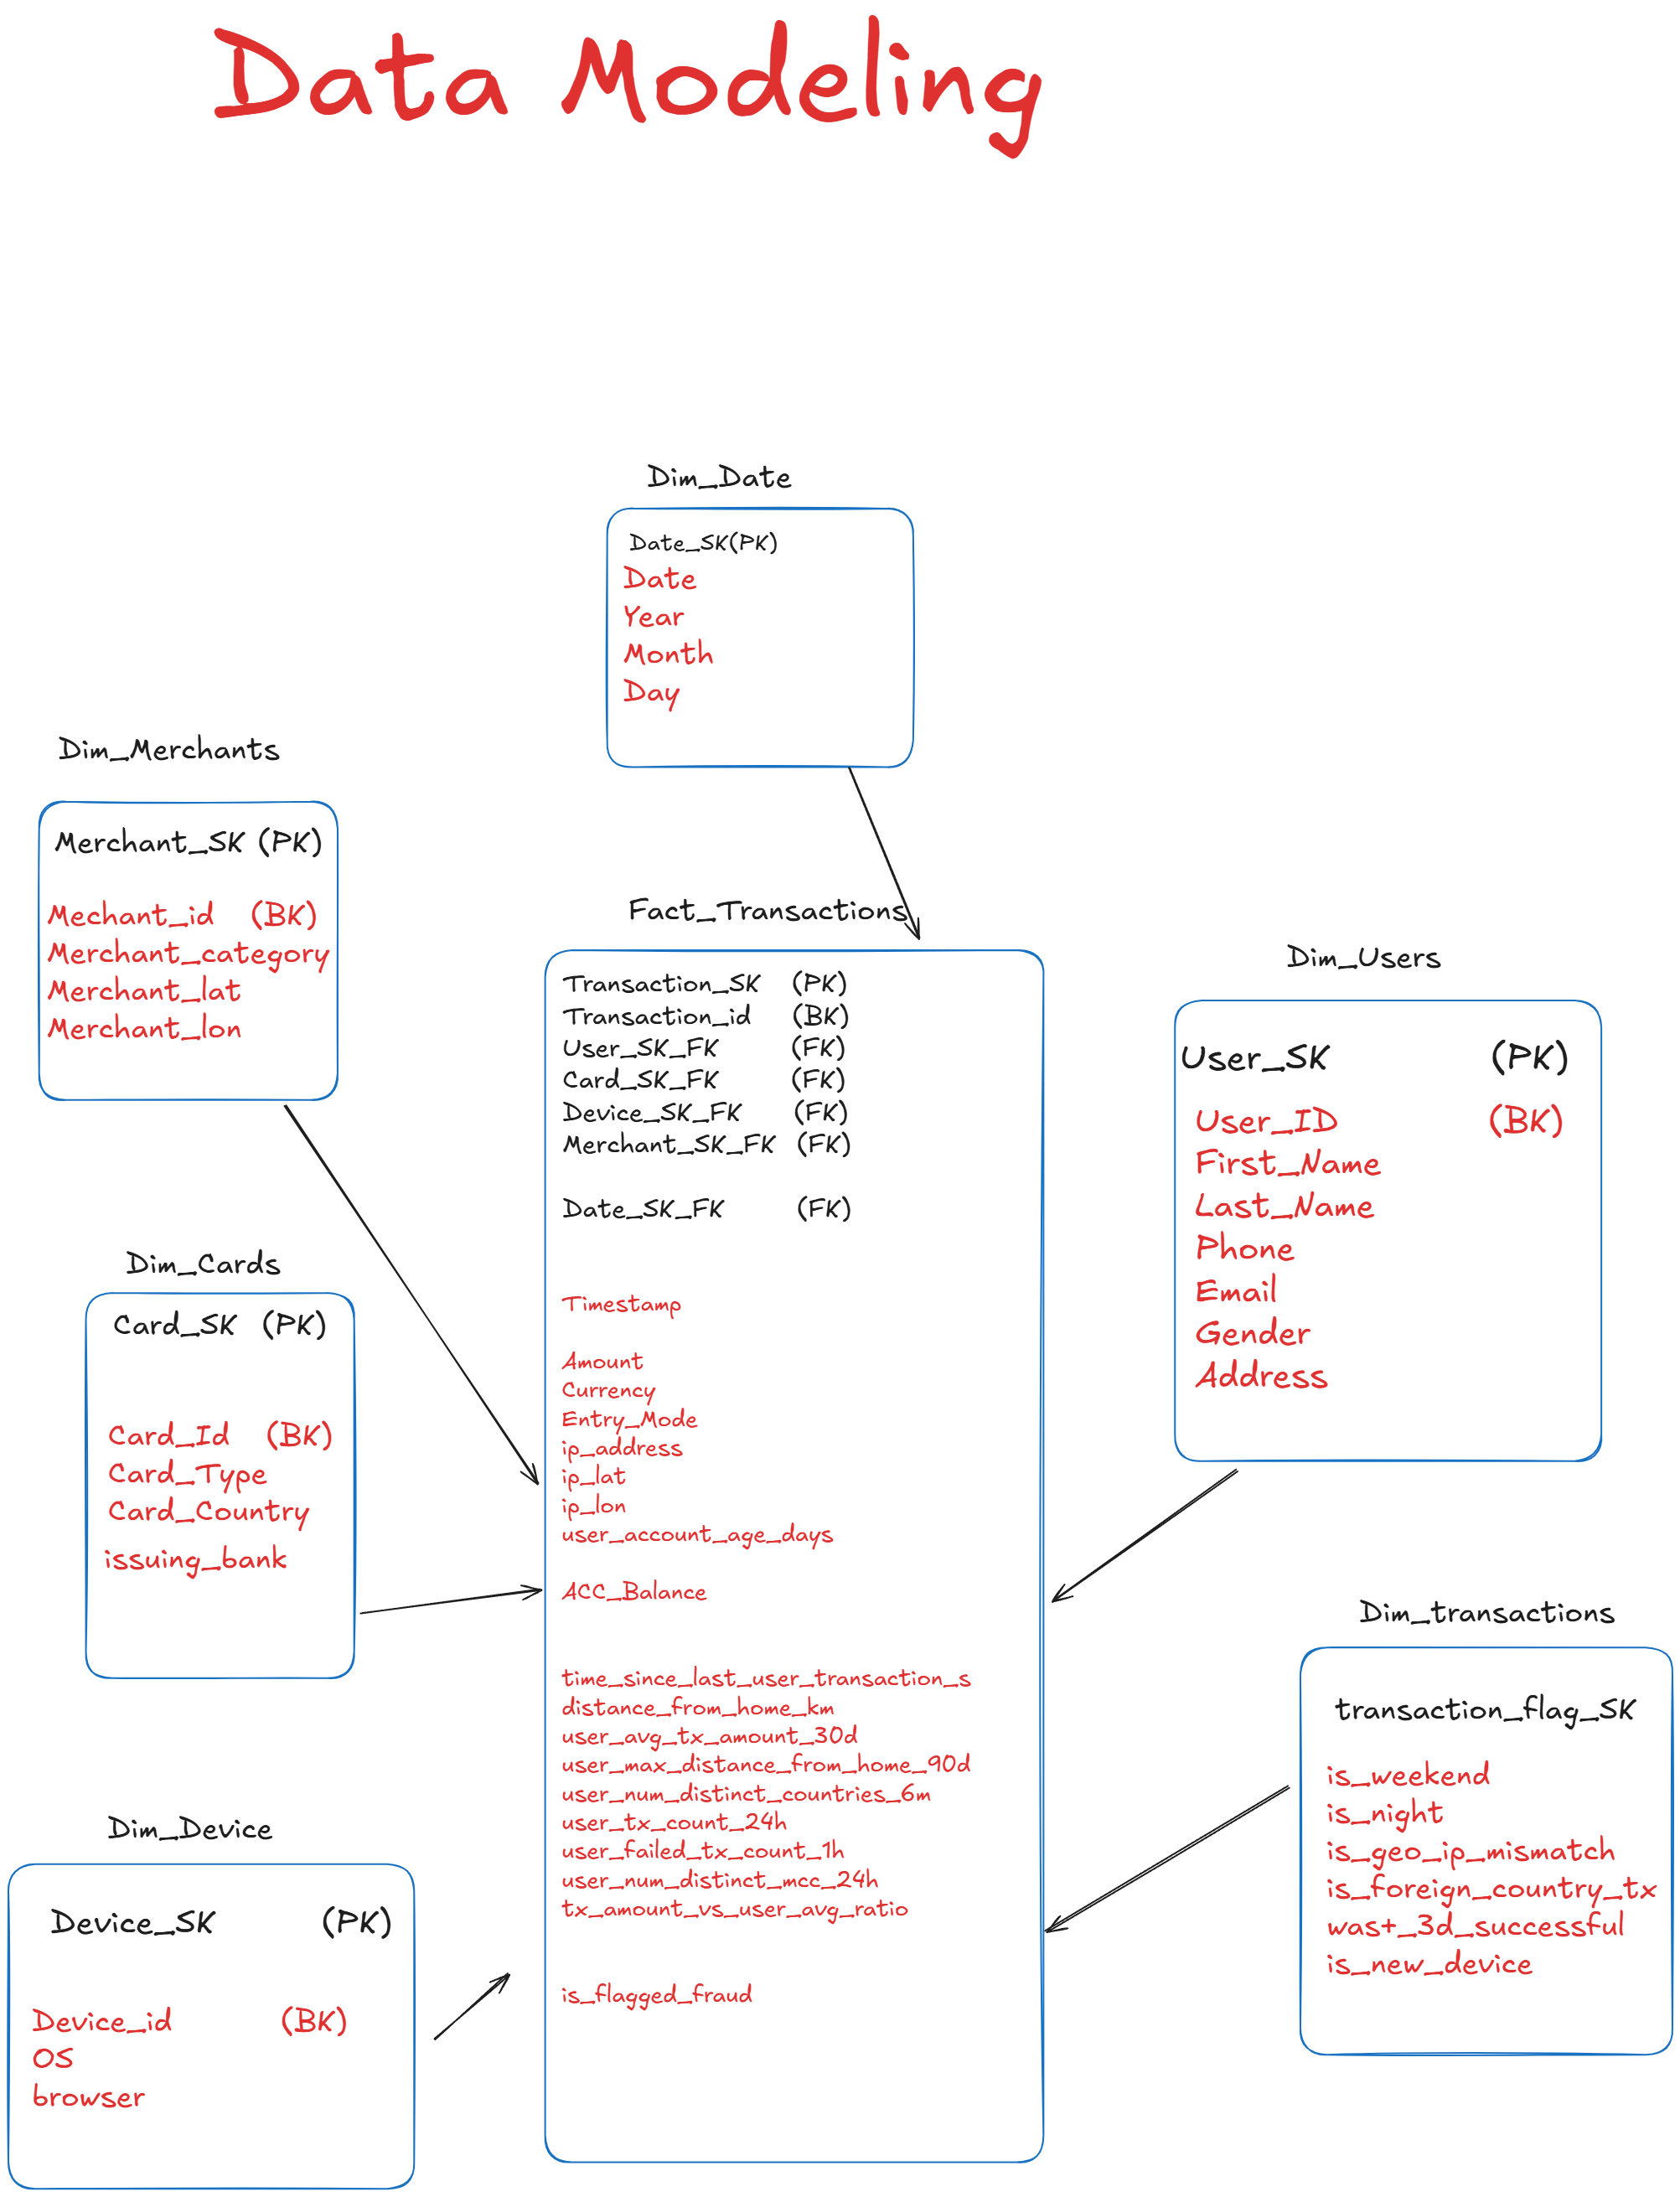 Data Modeling
Dim_Date
Date_SK(PK)
Date
Year
Month
Day
Dim_Merchants
Merchant_SK (PK)
Mechant_id (BK)
Merchant_category
Merchant_lat
Merchant_lon
Fact_Transactions
Transaction_SK (PK)
Transaction_id (BK)
User_SK_FK (FK)
Card_SK_FK (FK)
Device_SK_FK (FK)
Merchant_SK_FK (FK)
Date_SK_FK (FK)
Timestamp
Amount
Currency
Entry_Mode
ip_address
ip_lat
ip_lon
user_account_age_days
ACC_Balance
time_since_last_user_transaction_s
distance_from_home_km
user_avg_tx_amount_30d
user_max_distance_from_home_90d
user_num_distinct_countries_6m
user_tx_count_24h
user_failed_tx_count_1h
user_num_distinct_mcc_24h
tx_amount_vs_user_avg_ratio
is_flagged_fraud
Dim_Users
User_SK (PK)
User_ID (BK)
First_Name
Last_Name
Phone
Email
Gender
Address
Dim_Cards
Card_SK (PK)
Card_Id (BK)
Card_Type
Card_Country
issuing_bank
Dim_transactions
transaction_flag_SK
is_weekend
is_night
is_geo_ip_mismatch
is_foreign_country_tx
was+_3d_successful
is_new_device
Dim_Device
Device_SK (PK)
Device_id (BK)
OS
browser